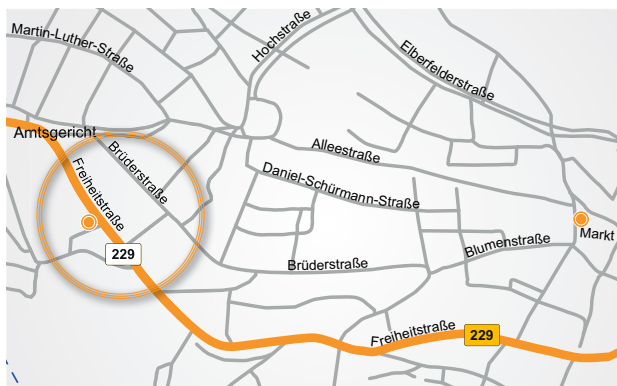 Martin-Luther-Straße
Hochstraße
Elberfelderstraße
Amtsgericht
Brüderstraße
Alleestraße
Freiheitstraße
Daniel-Schürmann-Straße
Markt
Blumenstraße
229
Brüderstraße
Freiheitstraße
229